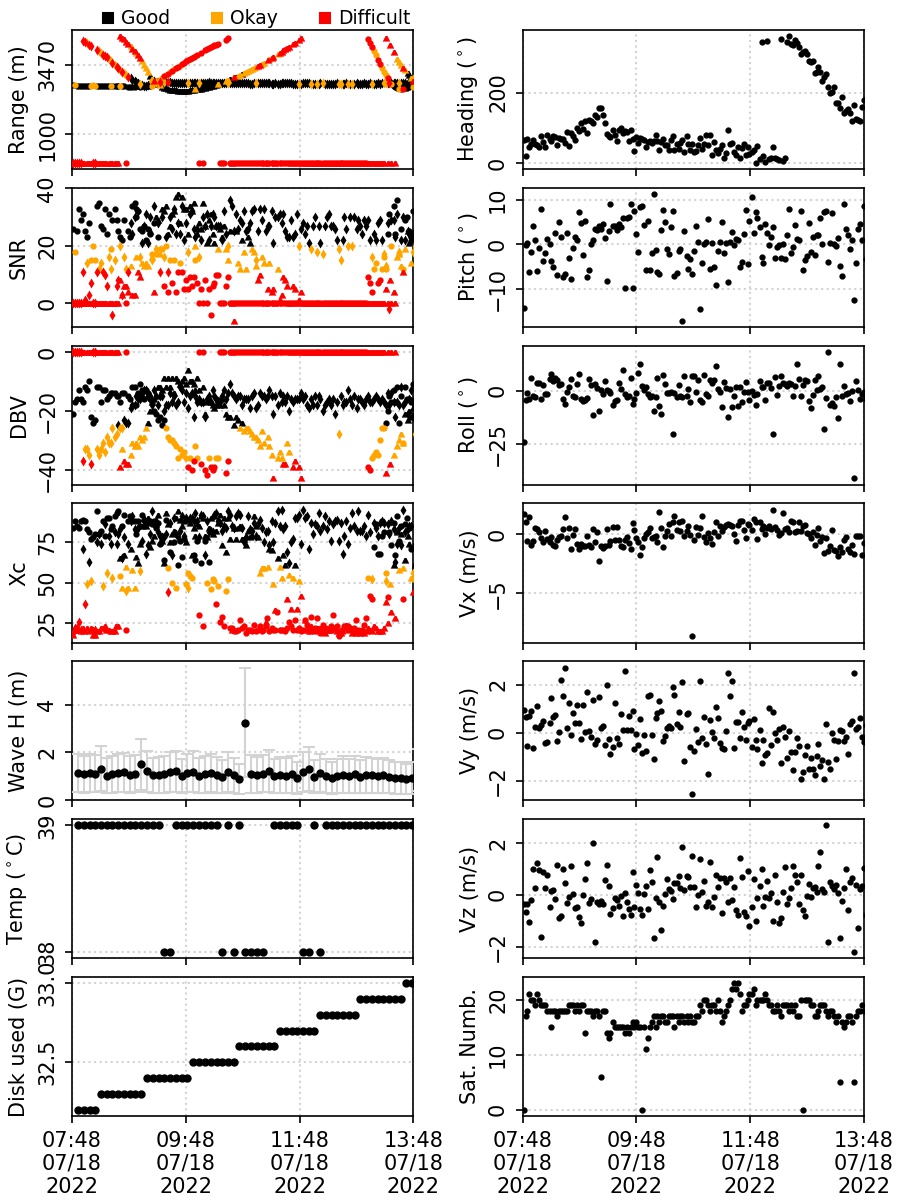 Good Okay Difficult
Range (m)
3470
1000
Heading (°)
200
0
SNR
40
20
0
Pitch (°)
10
0
−10
DBV
0
−20
−40
Roll (°)
0
−25
Xc
75
50
25
Vx (m/s)
0
−5
Wave H (m)
4
2
0
Vy (m/s)
2
0
−2
Temp (°C)
39
38
Vz (m/s)
2
0
−2
Disk used (G)
33.0
32.5
Sat. Numb.
20
10
0
07:48 09:48 11:48 13:48
07/18 07/18 07/18 07/18
2022 2022 2022 2022
07:48 09:48 11:48 13:48
07/18 07/18 07/18 07/18
2022 2022 2022 2022